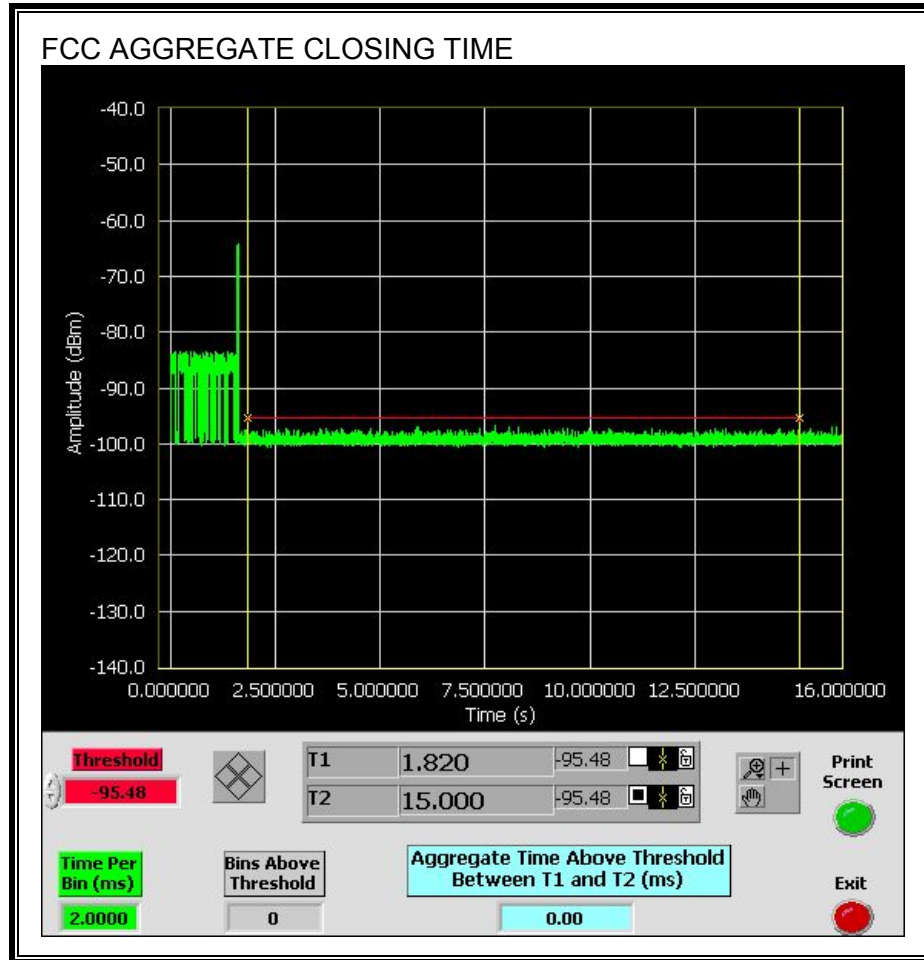 FCC AGGREGATE CLOSING TIME
-40.0
-50.0
-60.0
-70.0
-80.0
-90.0
-100.0
-110.0
-120.0
-130.0
-140.0
Amplitude (dBm)
0.000000 2.500000 5.000000 7.500000 10.000000 12.500000 16.000000
Time (s)
Threshold
-95.48
T1 1.820 -95.48
T2 15.000 -95.48
Print
Screen
Time Per
Bin (ms)
2.0000
Bins Above
Threshold
0
Aggregate Time Above Threshold
Between T1 and T2 (ms)
0.00
Exit